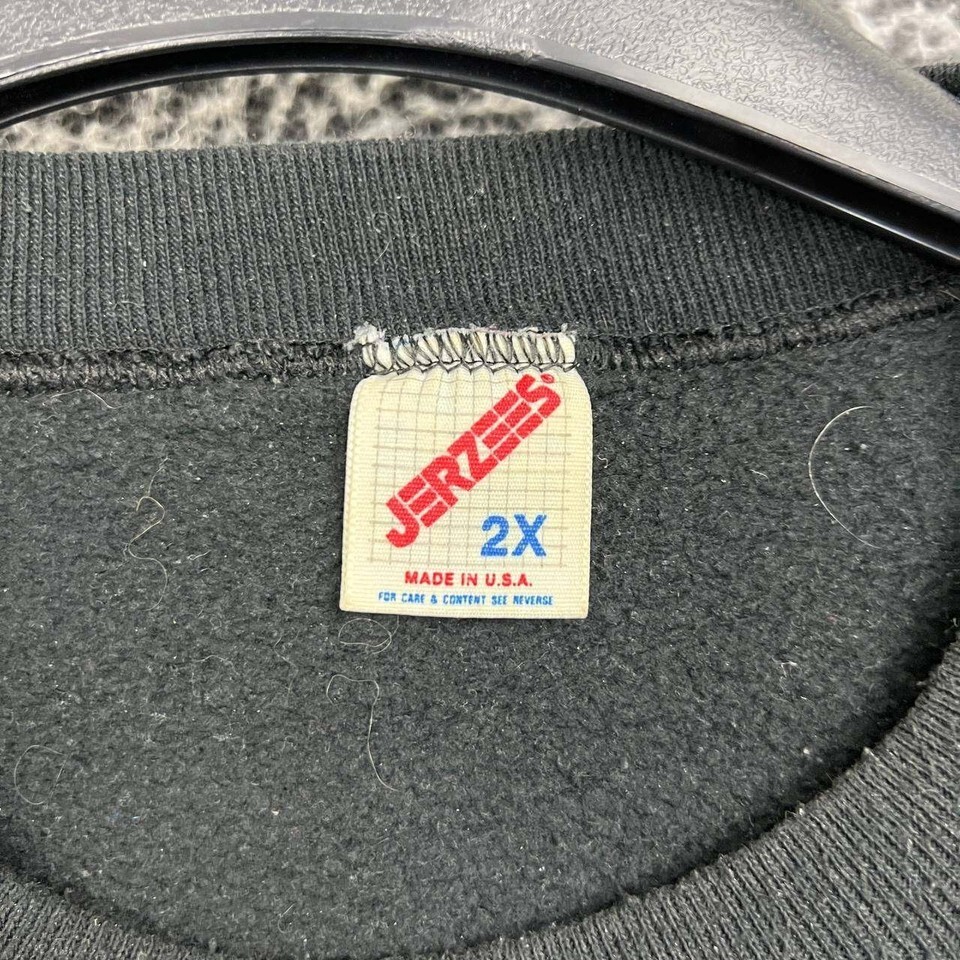 JERZEES
2X
MADE IN U.S.A.
FOR CARE & CONTENT SEE REVERSE